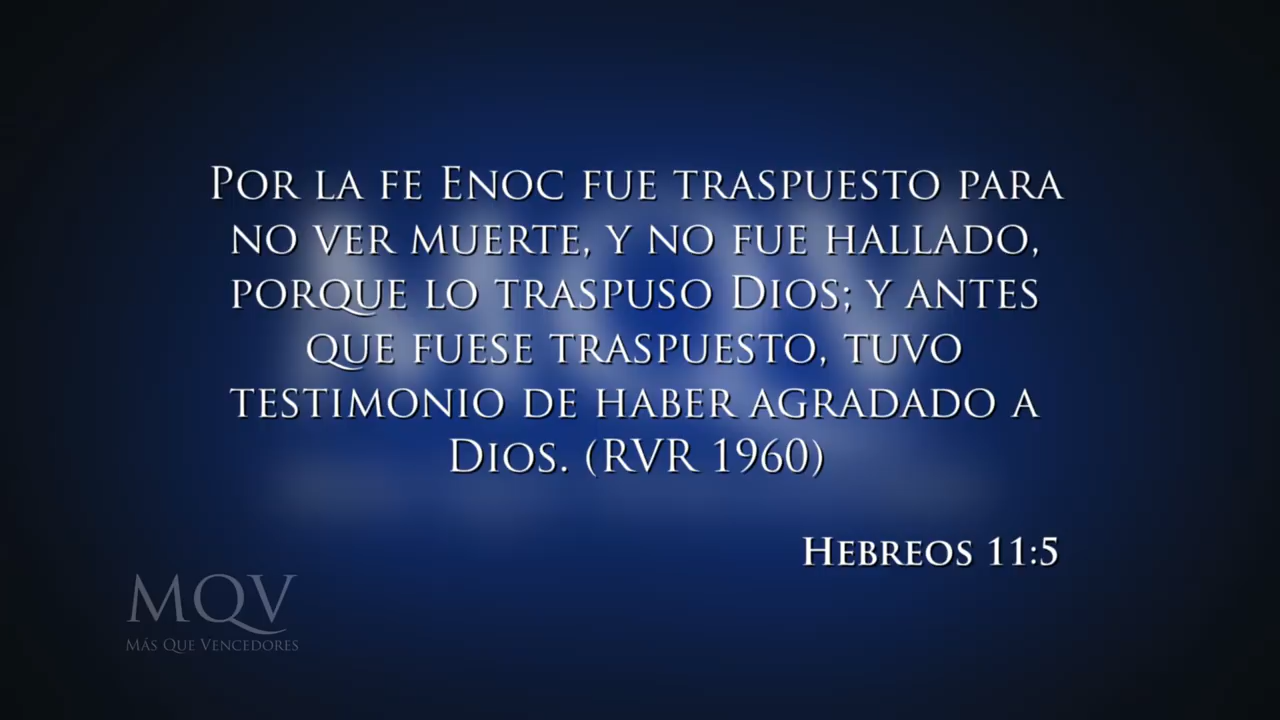 Por la fe Enoc fue traspuesto para
no ver muerte, y no fue hallado,
porque lo traspuso Dios; y antes
que fuese traspuesto, tuvo
testimonio de haber agradado a
Dios. (RVR 1960)
Hebreos 11:5
MQV
Más Que Vencedores